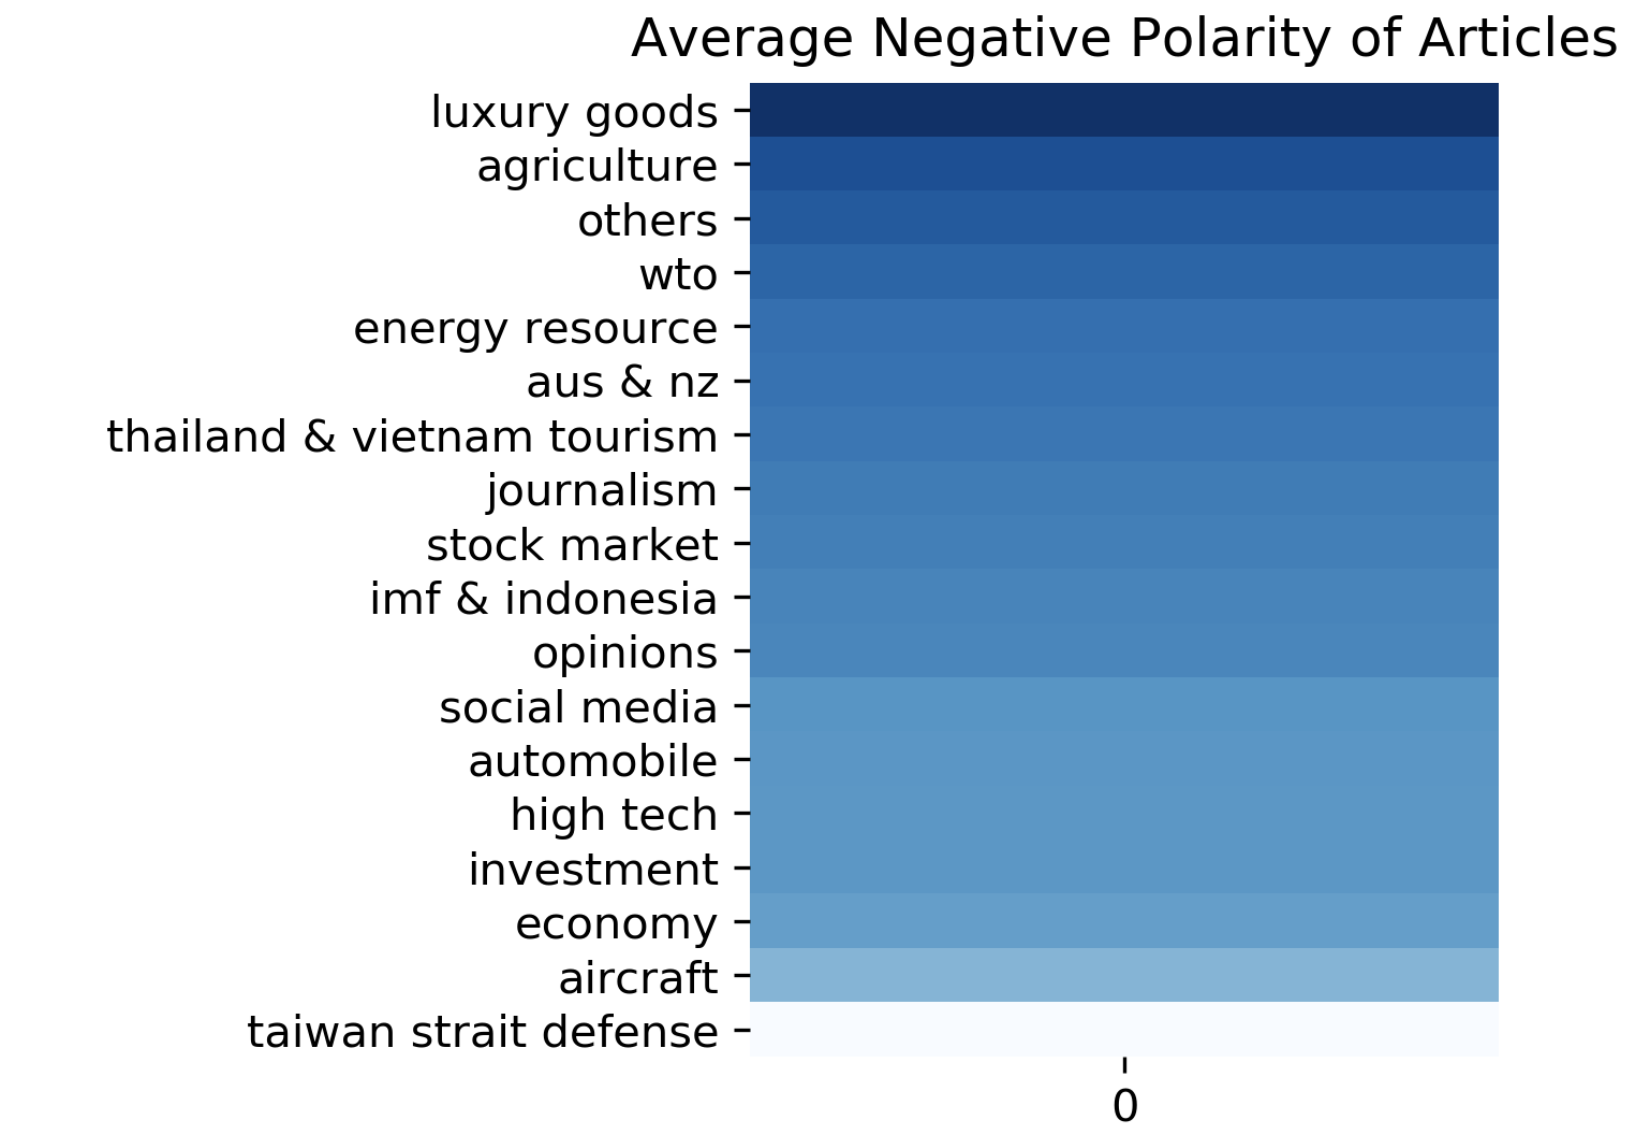 Average Negative Polarity of Articles
luxury goods
agriculture
others
wto
energy resource
aus & nz
thailand & vietnam tourism
journalism
stock market
imf & indonesia
opinions
social media
automobile
high tech
investment
economy
aircraft
taiwan strait defense
0